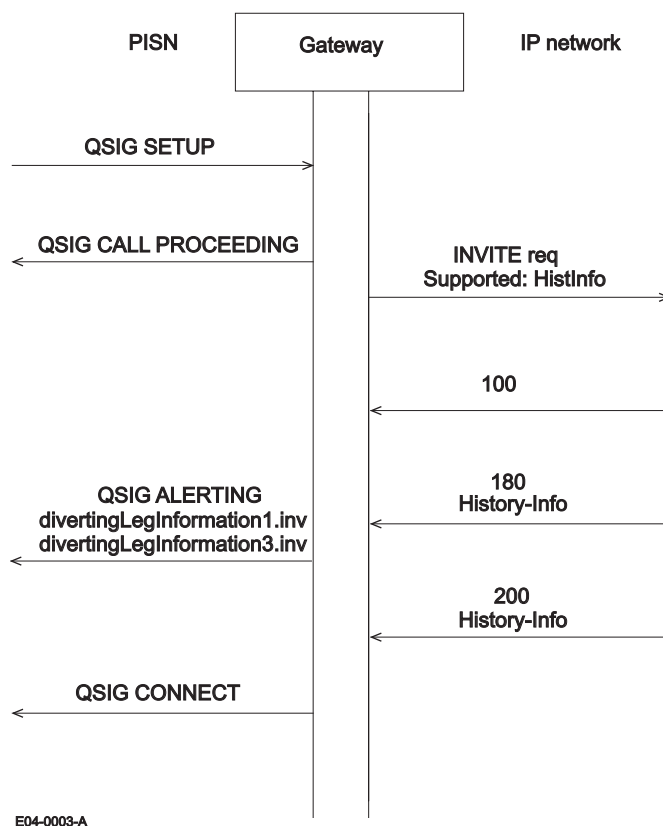 PISN
Gateway
IP network
QSIG SETUP
QSIG CALL PROCEEDING
INVITE req
Supported: HistInfo
100
180
History-Info
QSIG ALERTING
divertingLegInformation1.inv
divertingLegInformation3.inv
200
History-Info
QSIG CONNECT
E04-0003-A